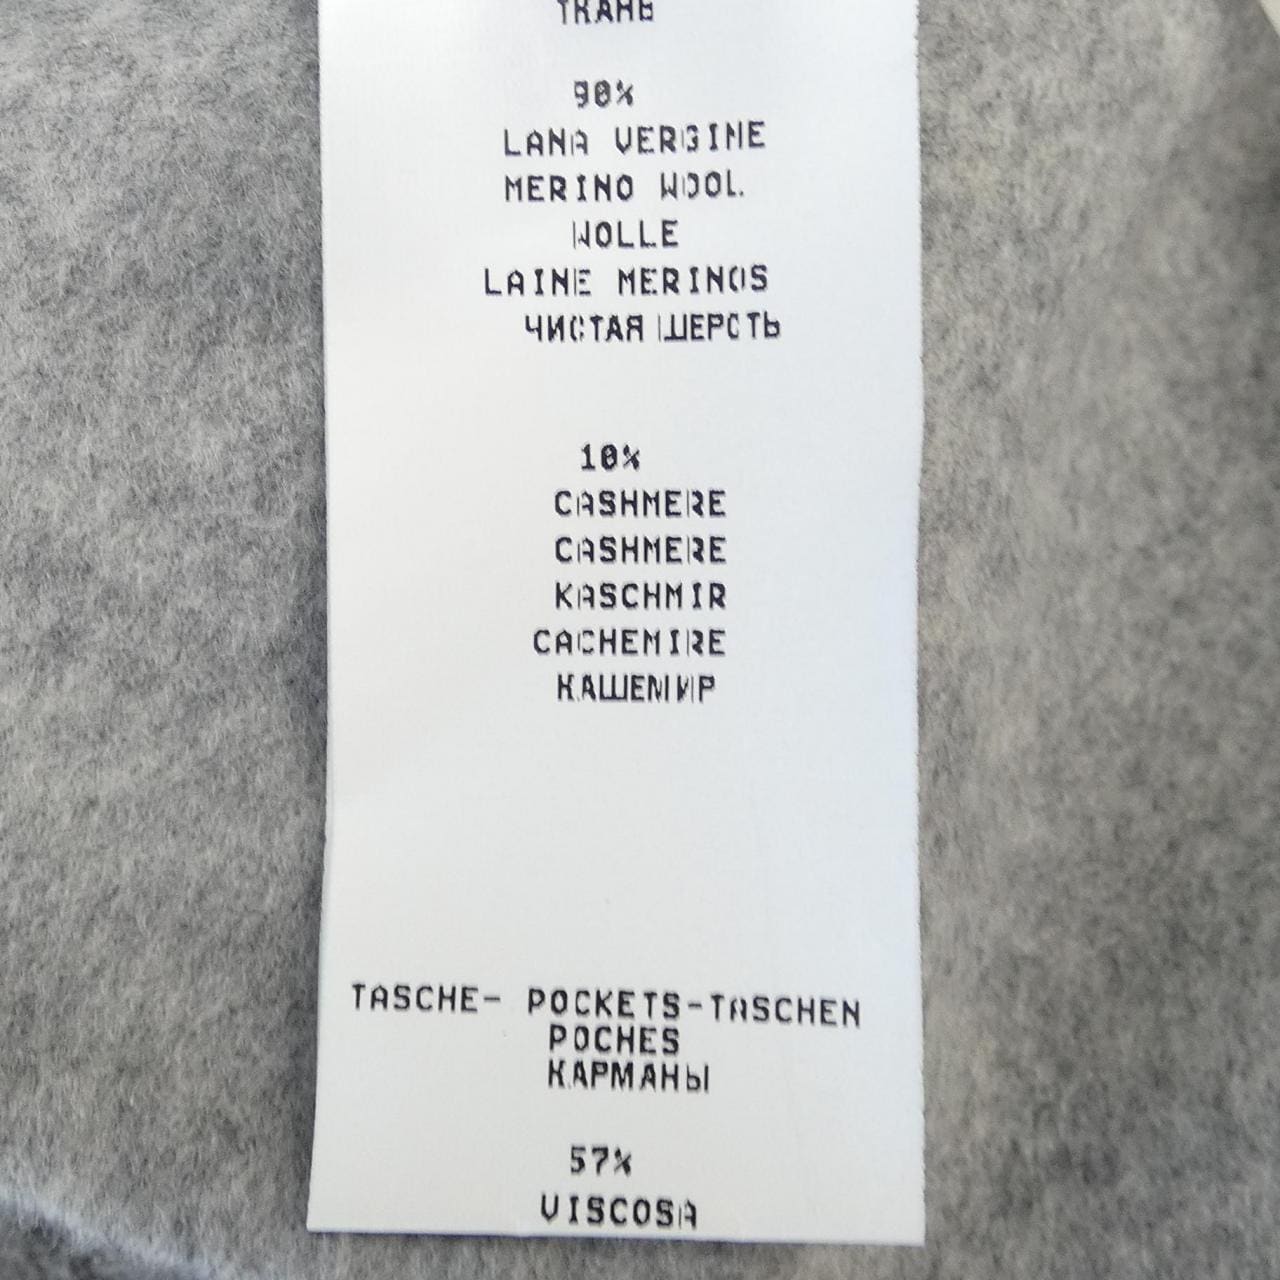 ТКАНЬ
90%
LANA VERGINE
MERINO WOOL
WOLLE
LAINE MERINOS
ЧИСТАЯ ШЕРСТЬ
10%
CASHMERE
CASHMERE
KASCHMIR
CACHEMIRE
КАШЕМИР
TASCHE- POCKETS-TASCHEN
POCHES
КАРМАНЫ
57%
VISCOSA